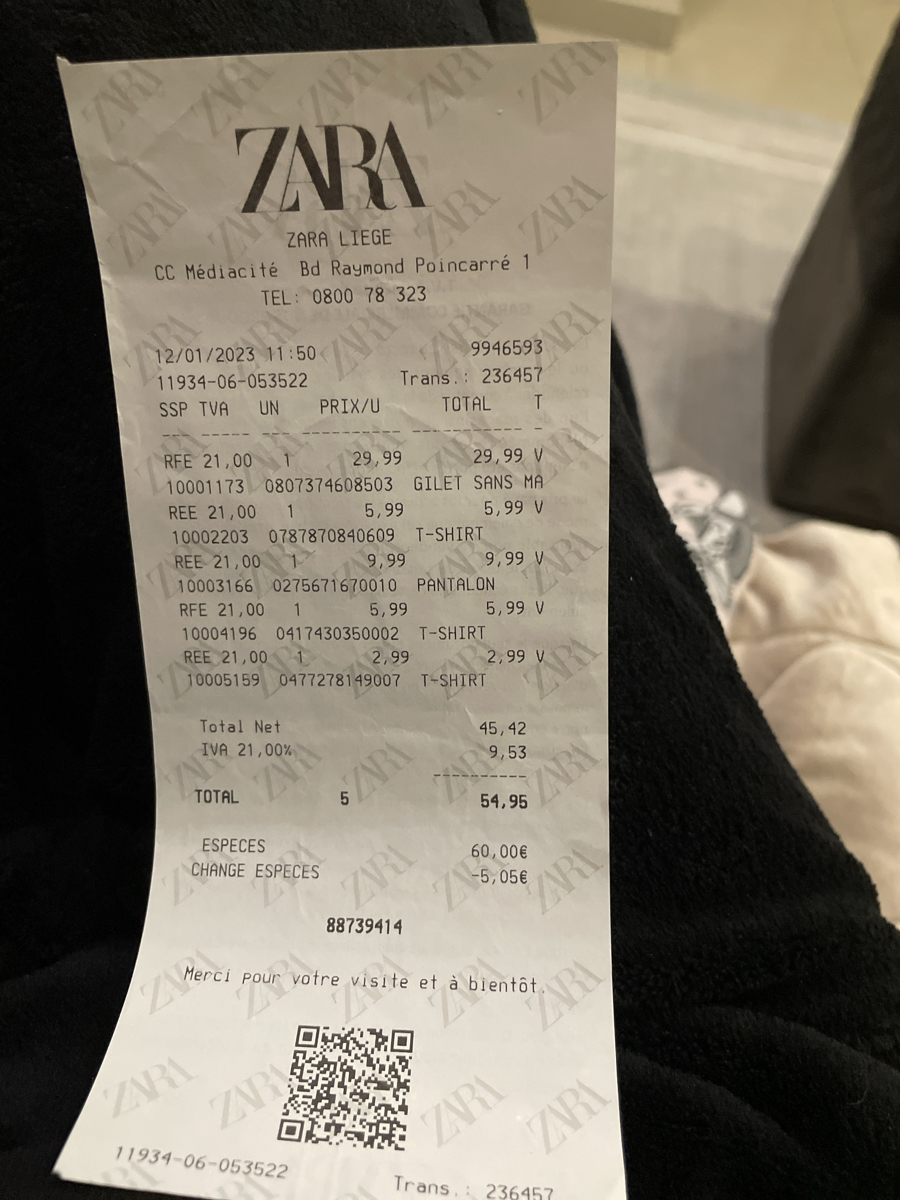 ZARA
ZARA LIEGE
CC Médiacité Bd Raymond Poincarré 1
TEL: 0800 78 323
12/01/2023 11:50 9946593
11934-06-053522 Trans.: 236457
SSP TVA UN PRIX/U TOTAL T
RFE 21,00 1 29,99 29,99 V
10001173 0807374608503 GILET SANS MA
REE 21,00 1 5,99 5,99 V
10002203 0787870840609 T-SHIRT
REE 21,00 1 9,99 9,99 V
10003166 0275671670010 PANTALON
RFE 21,00 1 5,99 5,99 V
10004196 0417430350002 T-SHIRT
REE 21,00 1 2,99 2,99 V
10005159 0477278149007 T-SHIRT
Total Net 45,42
IVA 21,00% 9,53
TOTAL 5 54,95
ESPECES 60,00€
CHANGE ESPECES -5,05€
88739414
Merci pour votre visite et à bientôt.
11934-06-053522 Trans.: 236457